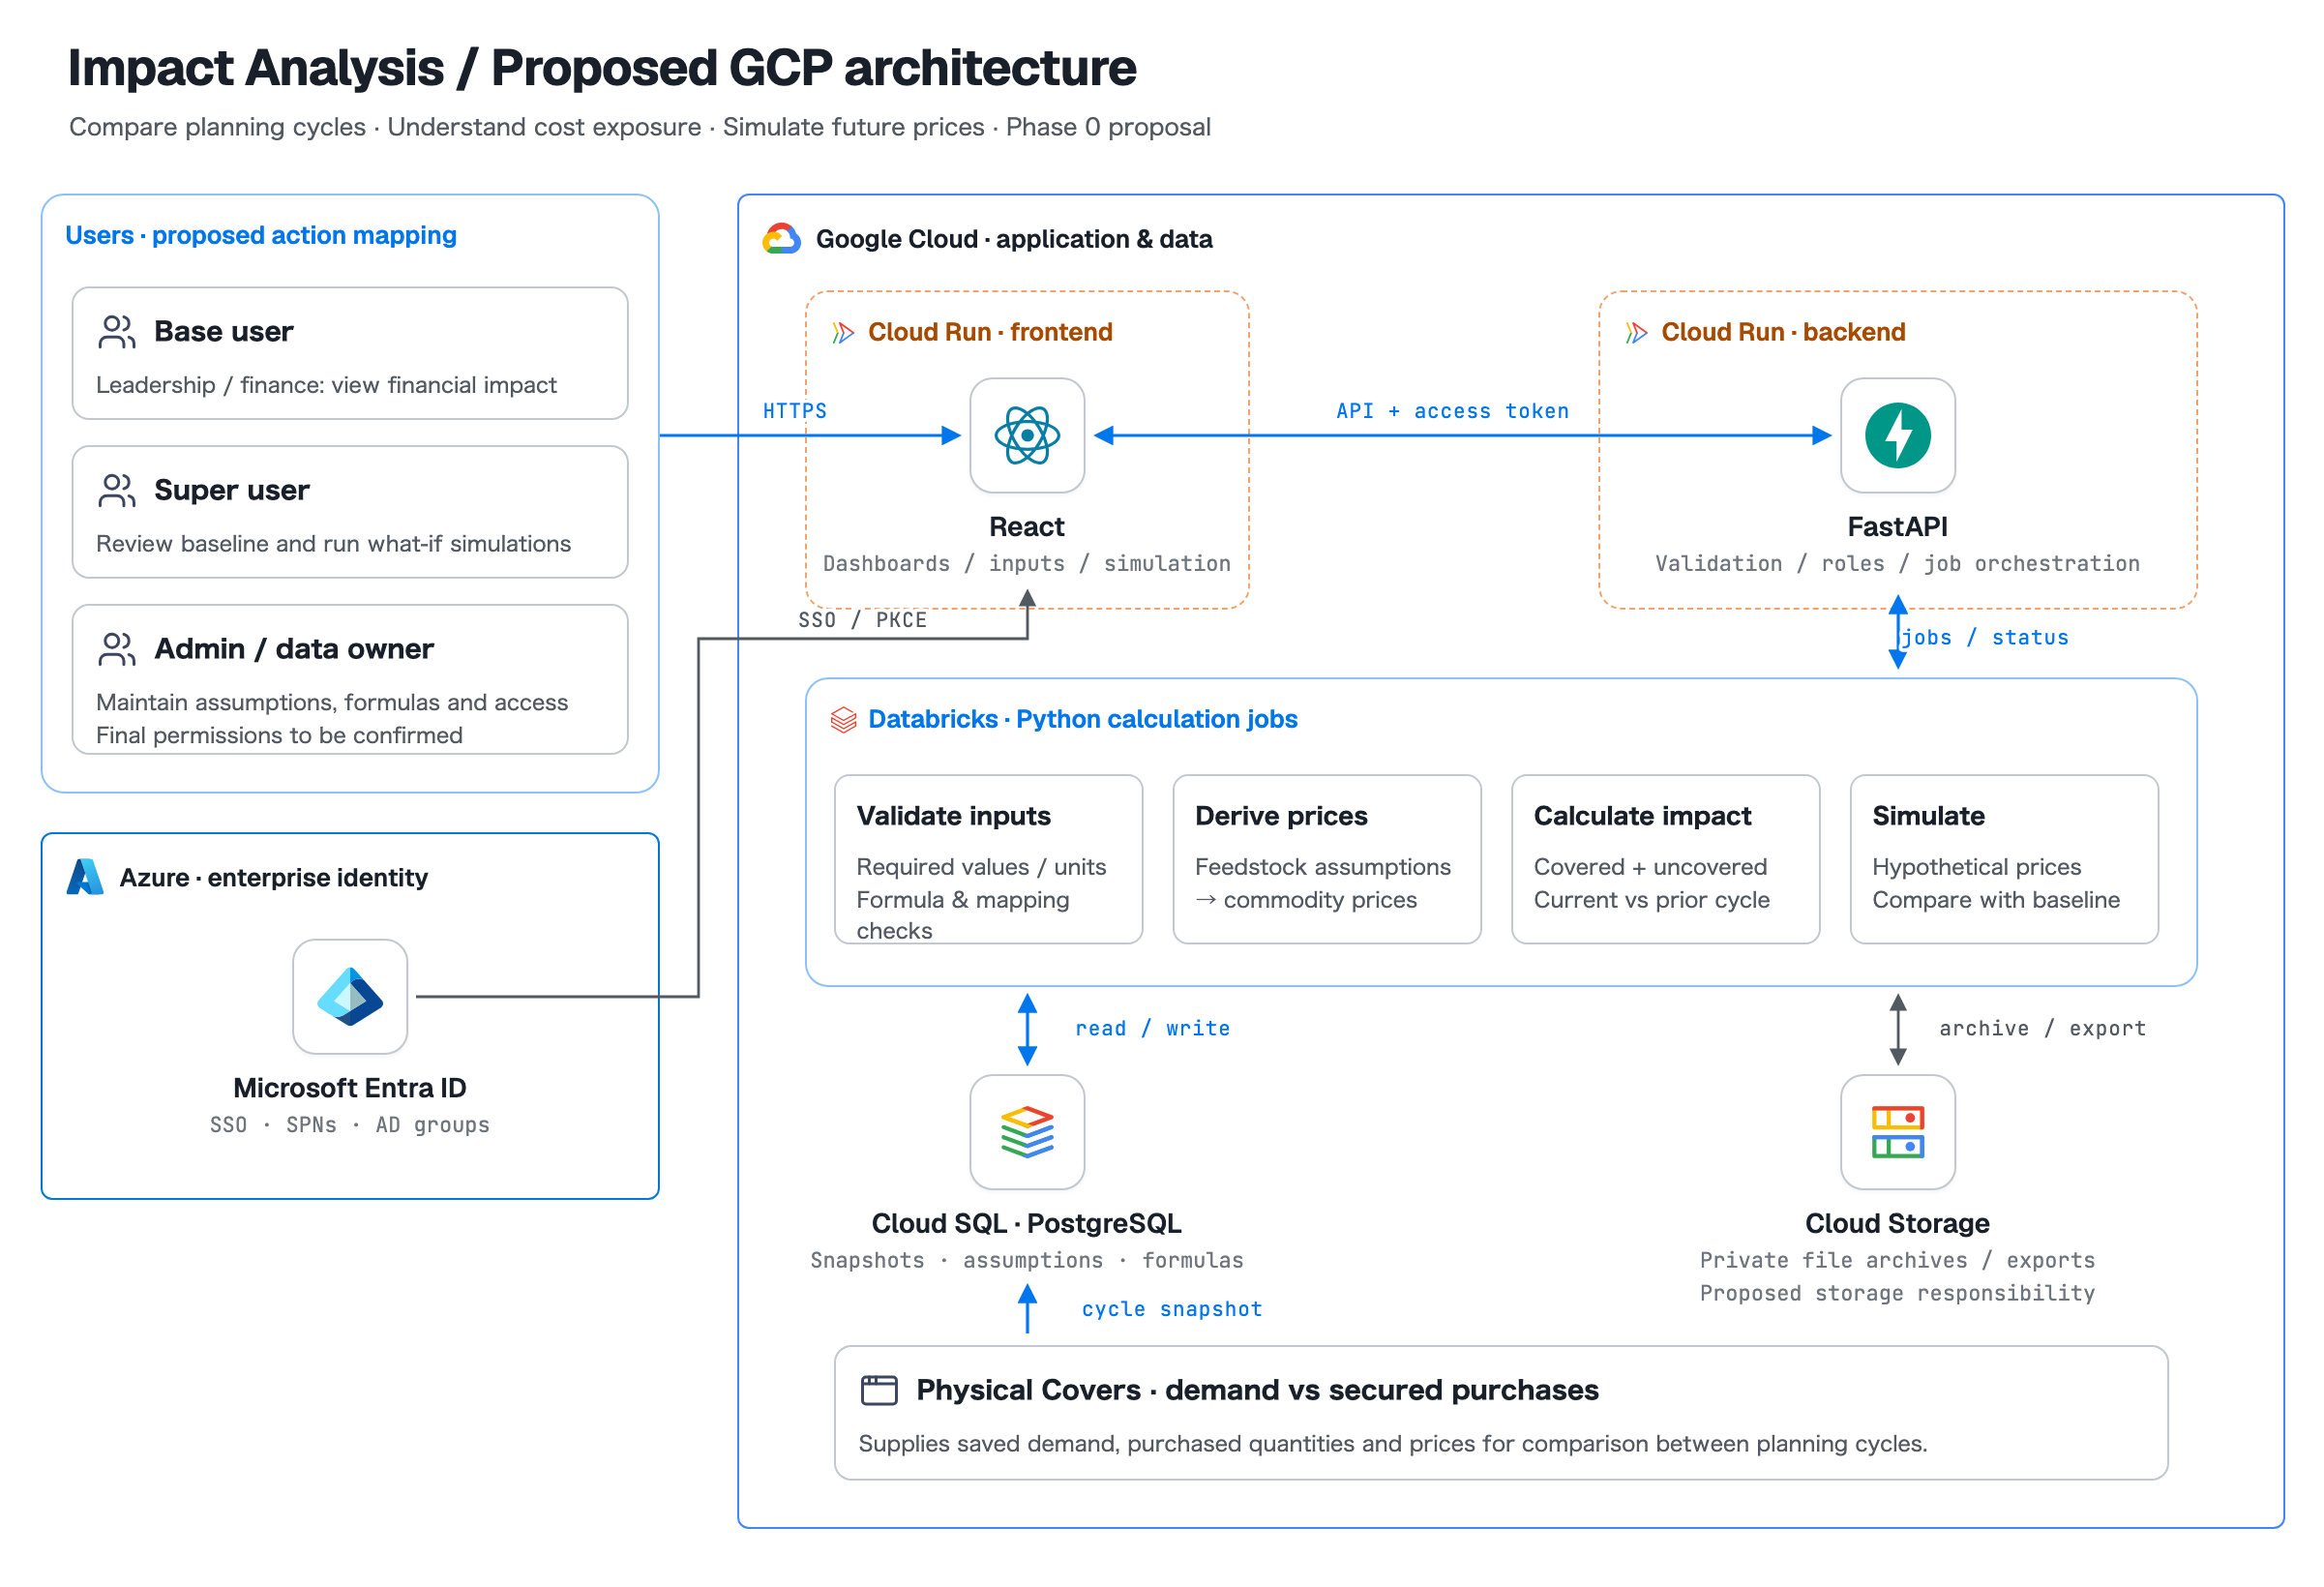 Impact Analysis / Proposed GCP architecture
Compare planning cycles · Understand cost exposure · Simulate future prices · Phase 0 proposal
Users · proposed action mapping
Base user
Leadership / finance: view financial impact
Super user
Review baseline and run what-if simulations
Admin / data owner
Maintain assumptions, formulas and access
Final permissions to be confirmed
Azure · enterprise identity
Microsoft Entra ID
SSO · SPNs · AD groups
Google Cloud · application & data
Cloud Run · frontend
HTTPS
React
Dashboards / inputs / simulation
SSO / PKCE
API + access token
Cloud Run · backend
FastAPI
Validation / roles / job orchestration
jobs / status
Databricks · Python calculation jobs
Validate inputs
Required values / units
Formula & mapping
checks
Derive prices
Feedstock assumptions
→ commodity prices
Calculate impact
Covered + uncovered
Current vs prior cycle
Simulate
Hypothetical prices
Compare with baseline
read / write
archive / export
Cloud SQL · PostgreSQL
Snapshots · assumptions · formulas
Cloud Storage
Private file archives / exports
Proposed storage responsibility
cycle snapshot
Physical Covers · demand vs secured purchases
Supplies saved demand, purchased quantities and prices for comparison between planning cycles.